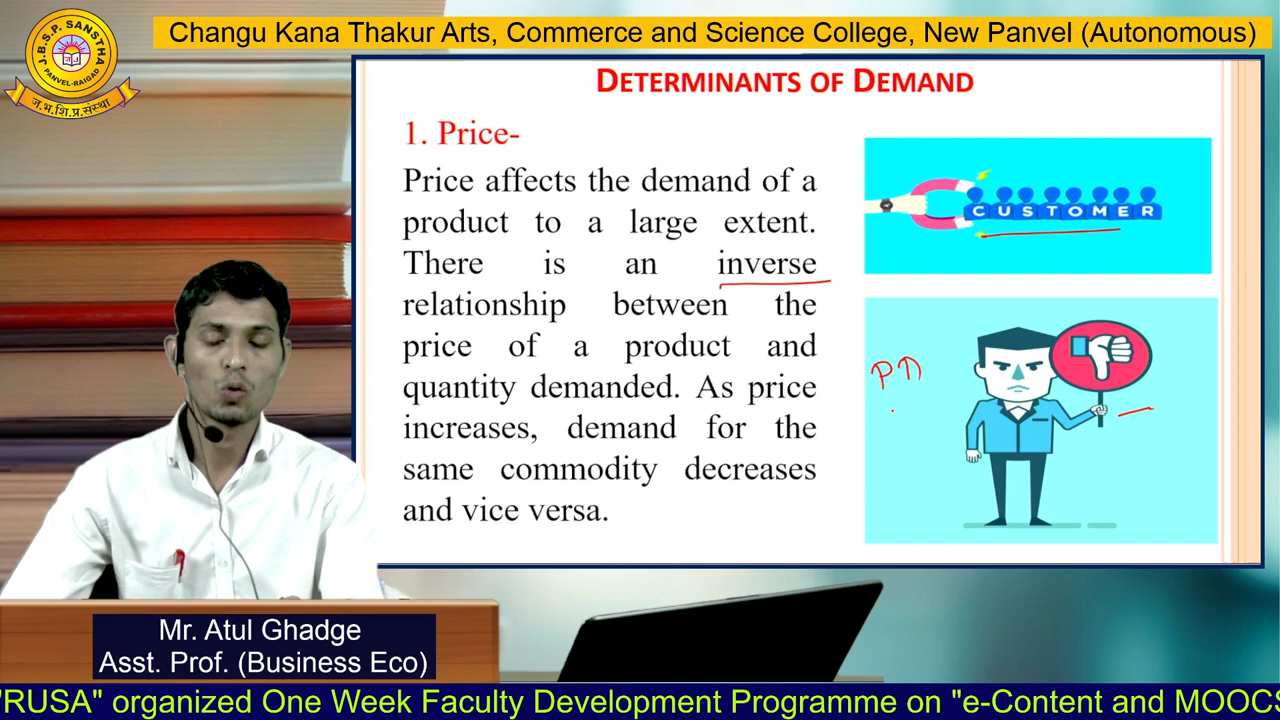 Changu Kana Thakur Arts, Commerce and Science College, New Panvel (Autonomous)
J.B.S.P. SANSTHA
PANVEL-RAIGAD
ज.भ.शि.प्र.संस्था
DETERMINANTS OF DEMAND
1. Price-
Price affects the demand of a
product to a large extent.
There is an inverse
relationship between the
price of a product and
quantity demanded. As price
increases, demand for the
same commodity decreases
and vice versa.
CUSTOMER
P↑
Mr. Atul Ghadge
Asst. Prof. (Business Eco)
"RUSA" organized One Week Faculty Development Programme on "e-Content and MOOCS